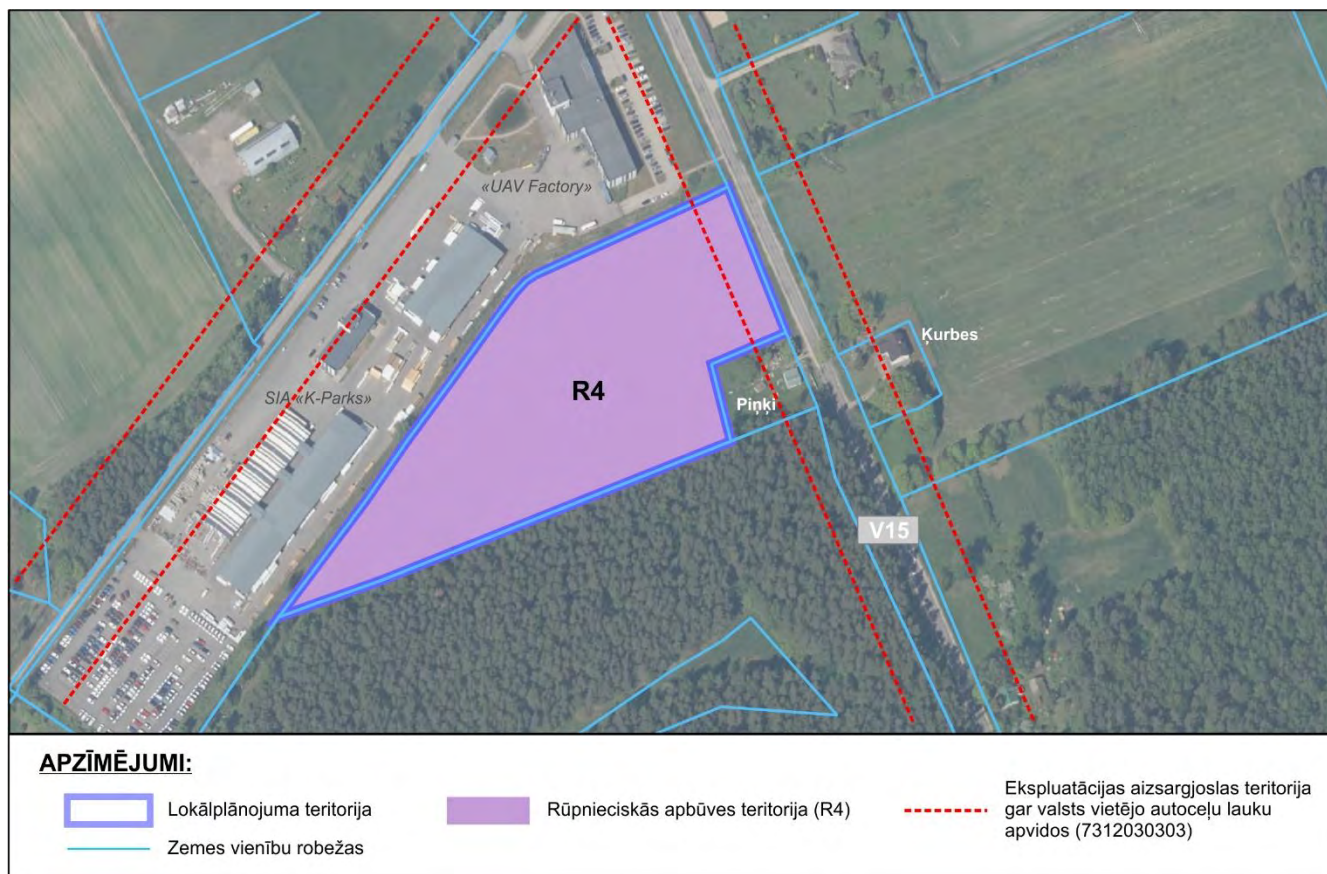 «UAV Factory»
Ķurbes
SIA «K-Parks»
R4
Piņķi
V15
APZĪMĒJUMI:
Lokālplānojuma teritorija
Zemes vienību robežas
Rūpnieciskās apbūves teritorija (R4)
Ekspluatācijas aizsargjoslas teritorija
gar valsts vietējo autoceļu lauku
apvidos (7312030303)